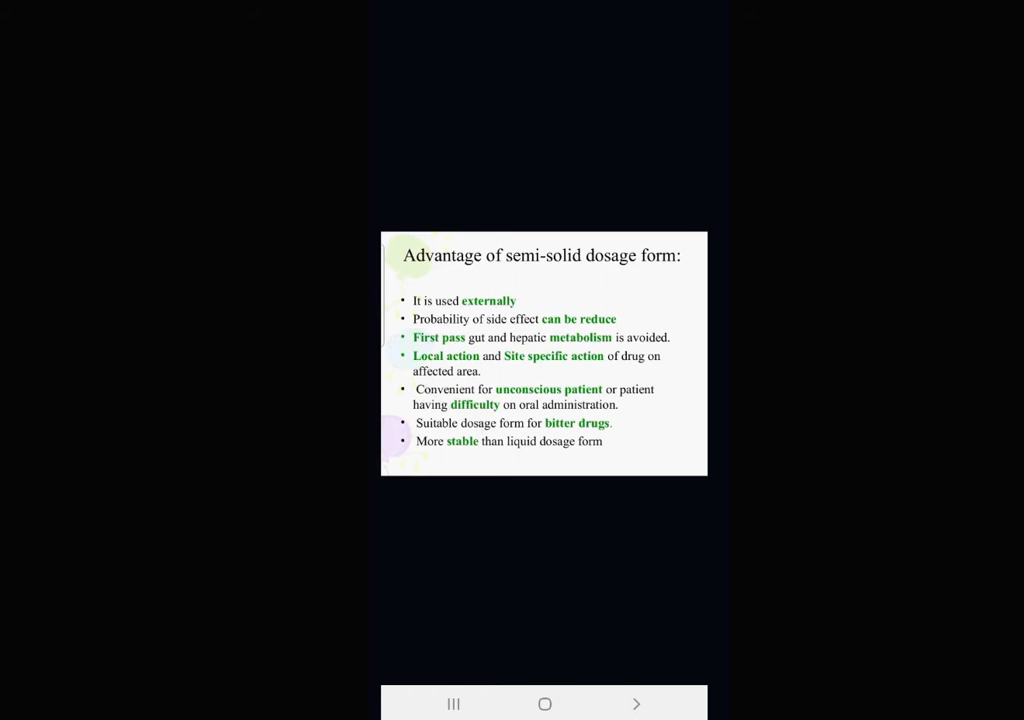 Advantage of semi-solid dosage form:
• It is used externally
• Probability of side effect can be reduce
• First pass gut and hepatic metabolism is avoided.
• Local action and Site specific action of drug on
affected area.
• Convenient for unconscious patient or patient
having difficulty on oral administration.
• Suitable dosage form for bitter drugs.
• More stable than liquid dosage form